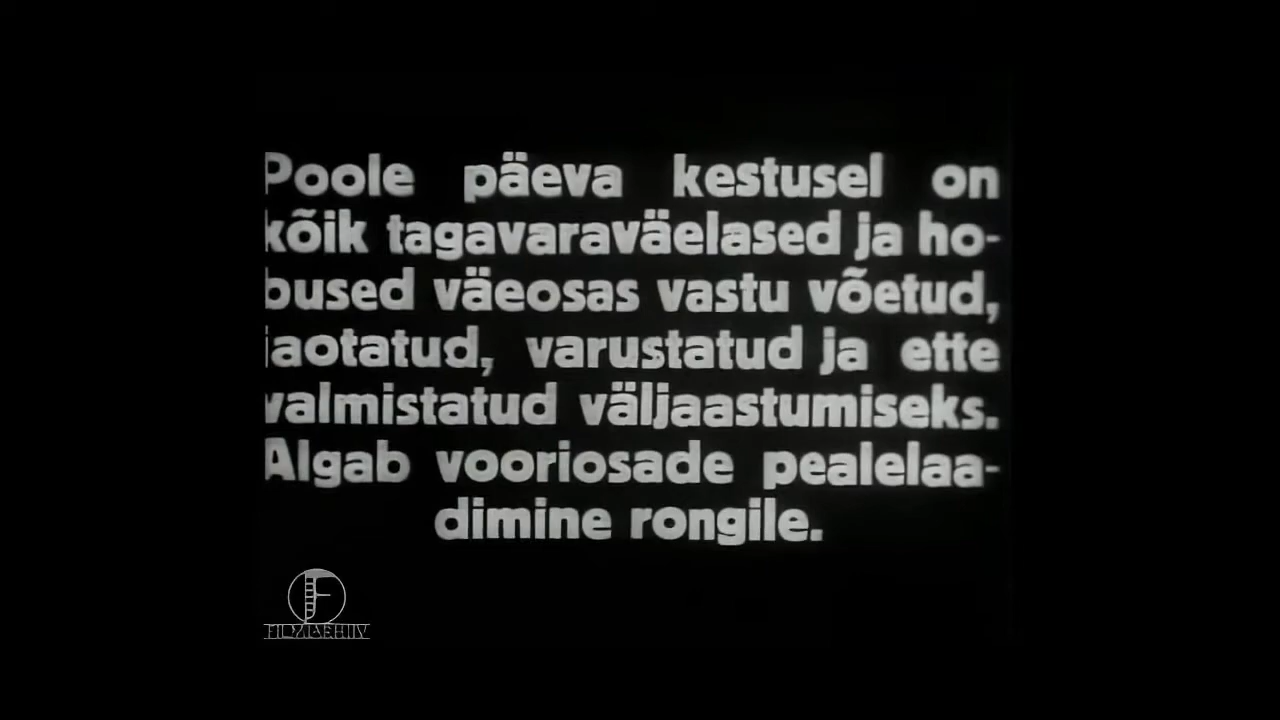 Poole päeva kestusel on
kõik tagavaraväelased ja ho-
bused väeosas vastu võetud,
jaotatud, varustatud ja ette
valmistatud väljaastumiseks.
Algab vooriosade pealelaa-
dimine rongile.
F
FILMIARHIIV